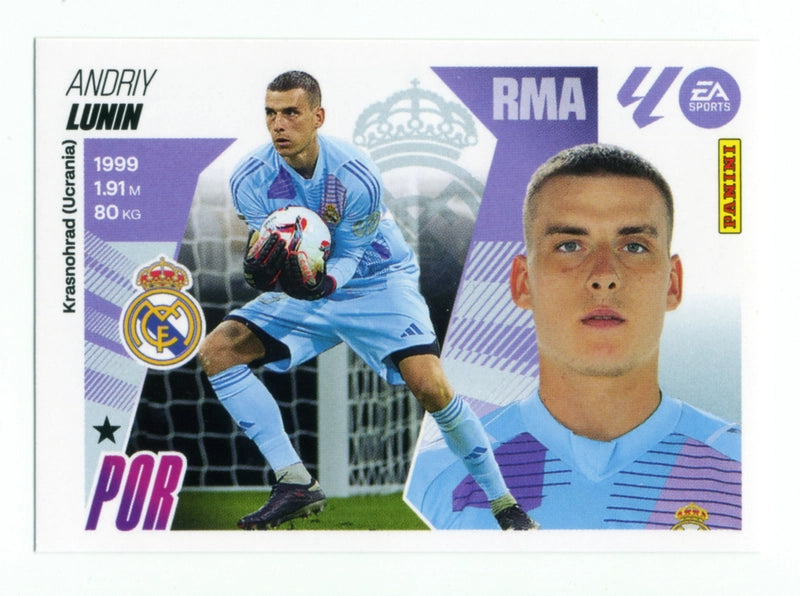 ANDRIY
LUNIN
1999
1.91 M
80 KG
Krasnohrad (Ucrania)
RMA
EA
SPORTS
PANINI
POR